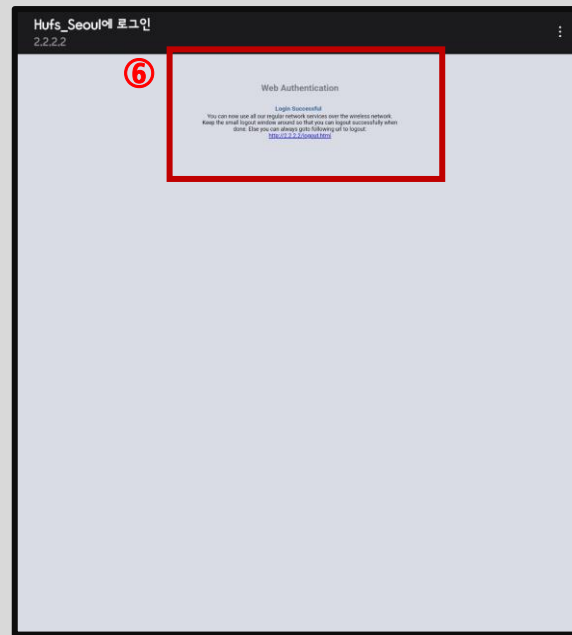 Hufs_Seoul에 로그인
2.2.2.2
⑥
Web Authentication
Login Successful
You can now use all our regular network services over the wireless network.
Keep the small logout window around so that you can logout successfully when
done. Else you can always goto following url to logout:
http://2.2.2.2/logout.html